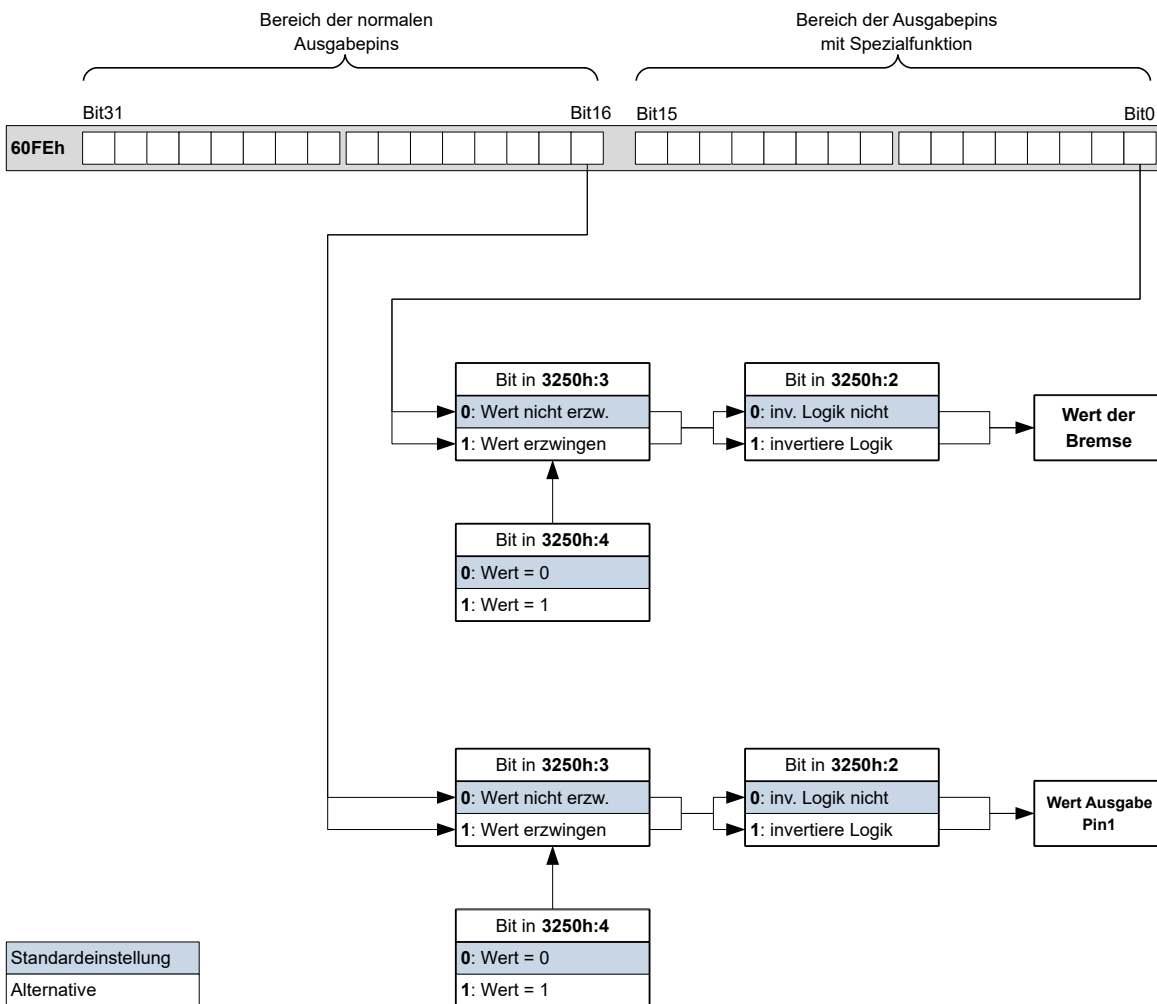 Bereich der normalen
Ausgabepins
Bereich der Ausgabepins
mit Spezialfunktion
Bit31
Bit16
Bit15
Bit0
60FEh
Bit in 3250h:3
0: Wert nicht erzw.
1: Wert erzwingen
Bit in 3250h:2
0: inv. Logik nicht
1: invertiere Logik
Wert der
Bremse
Bit in 3250h:4
0: Wert = 0
1: Wert = 1
Bit in 3250h:3
0: Wert nicht erzw.
1: Wert erzwingen
Bit in 3250h:2
0: inv. Logik nicht
1: invertiere Logik
Wert Ausgabe
Pin1
Bit in 3250h:4
0: Wert = 0
1: Wert = 1
Standardeinstellung
Alternative